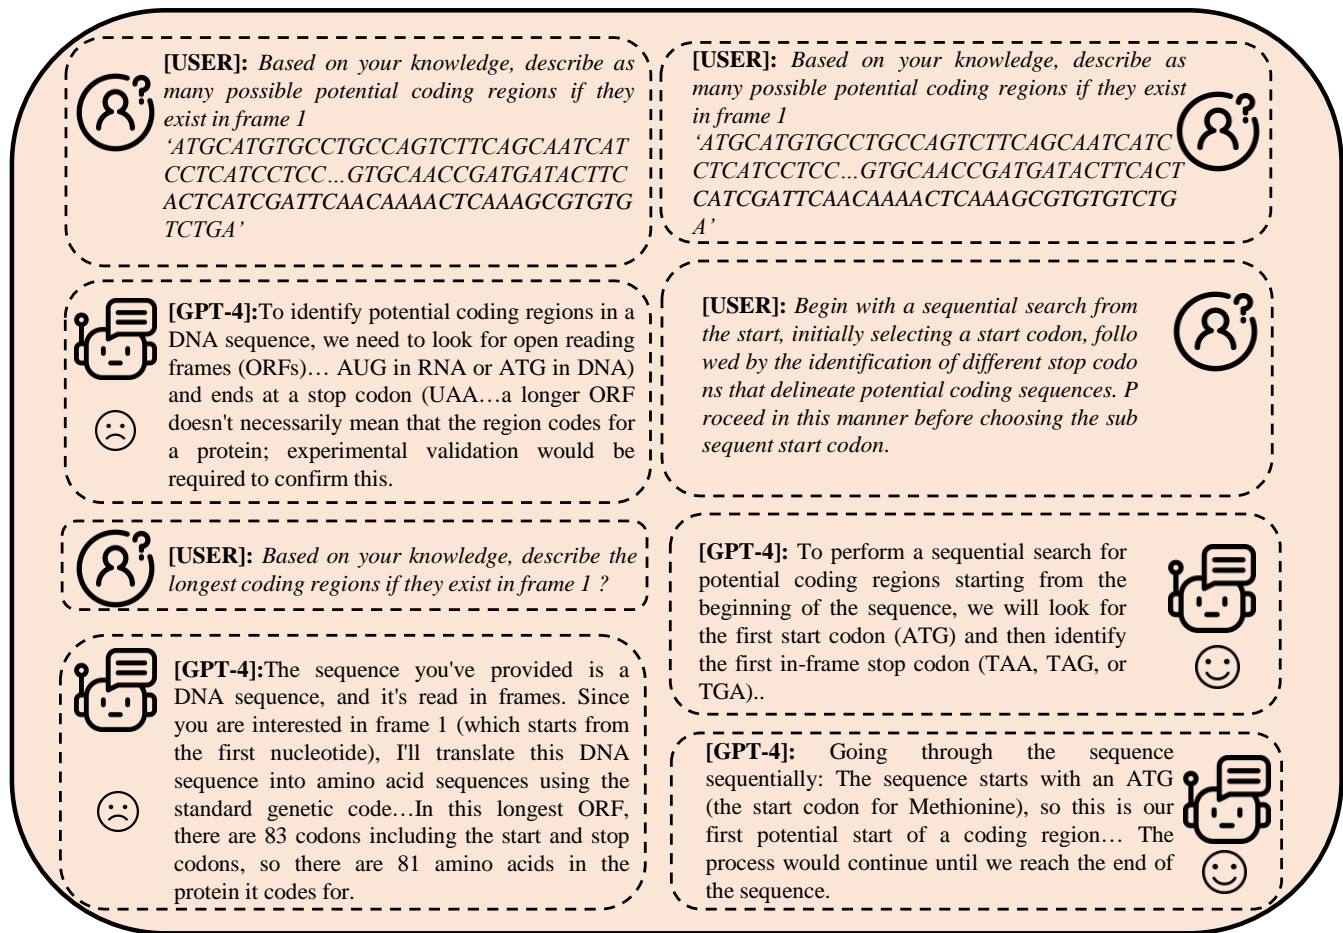 [USER]: Based on your knowledge, describe as
many possible potential coding regions if they
exist in frame 1
‘ATGCATGTGCCTGCCAGTCTTCAGCAATCAT
CCTCATCCTCC…GTGCAACCGATGATACTTC
ACTCATCGATTCAACAAAACTCAAAGCGTGTG
TCTGA’
[GPT-4]:To identify potential coding regions in a
DNA sequence, we need to look for open reading
frames (ORFs)… AUG in RNA or ATG in DNA)
and ends at a stop codon (UAA…a longer ORF
doesn't necessarily mean that the region codes for
a protein; experimental validation would be
required to confirm this.
[USER]: Based on your knowledge, describe the
longest coding regions if they exist in frame 1 ?
[GPT-4]:The sequence you've provided is a
DNA sequence, and it's read in frames. Since
you are interested in frame 1 (which starts from
the first nucleotide), I'll translate this DNA
sequence into amino acid sequences using the
standard genetic code…In this longest ORF,
there are 83 codons including the start and stop
codons, so there are 81 amino acids in the
protein it codes for.
[USER]: Based on your knowledge, describe as
many possible potential coding regions if they exist
in frame 1
‘ATGCATGTGCCTGCCAGTCTTCAGCAATCATC
CTCATCCTCC…GTGCAACCGATGATACTTCACT
CATCGATTCAACAAAACTCAAAGCGTGTGTCTG
A’
[USER]: Begin with a sequential search from
the start, initially selecting a start codon, follo
wed by the identification of different stop codo
ns that delineate potential coding sequences. P
roceed in this manner before choosing the sub
sequent start codon.
[GPT-4]: To perform a sequential search for
potential coding regions starting from the
beginning of the sequence, we will look for
the first start codon (ATG) and then identify
the first in-frame stop codon (TAA, TAG, or
TGA)..
[GPT-4]: Going through the sequence
sequentially: The sequence starts with an ATG
(the start codon for Methionine), so this is our
first potential start of a coding region… The
process would continue until we reach the end of
the sequence.